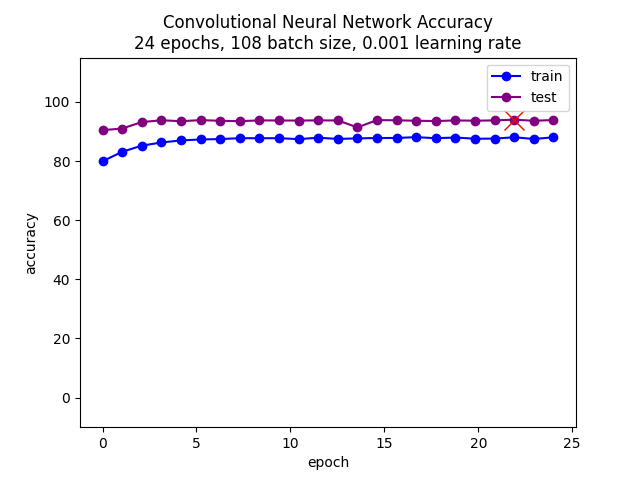 Convolutional Neural Network Accuracy
24 epochs, 108 batch size, 0.001 learning rate
train
test
100
80
60
40
20
0
accuracy
0 5 10 15 20 25
epoch